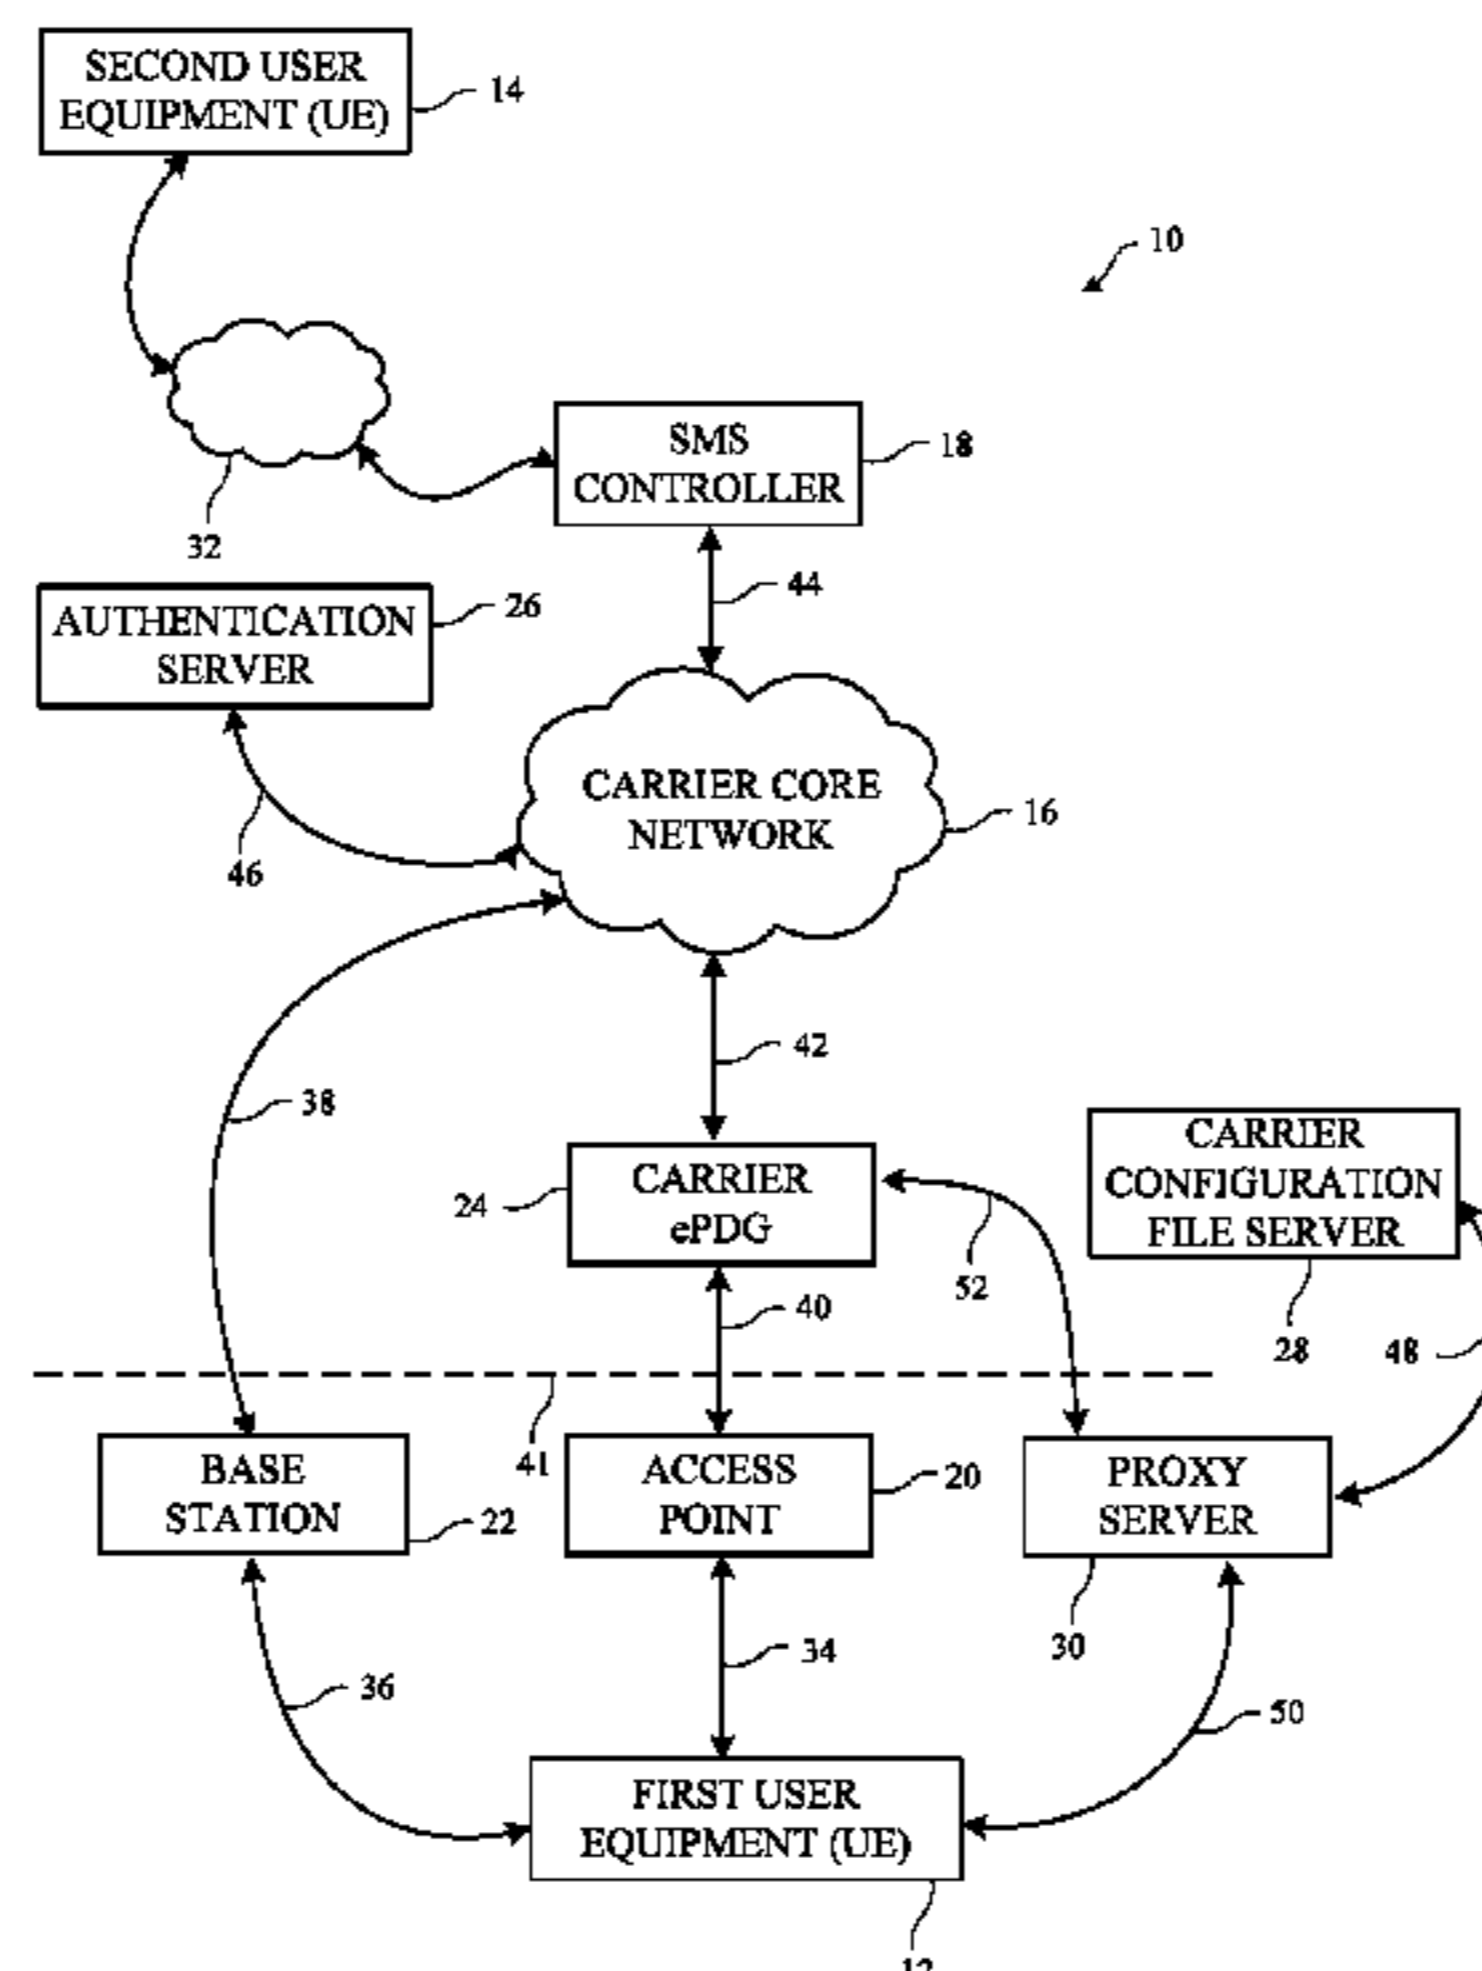 SECOND USER
EQUIPMENT (UE)
14
10
SMS
CONTROLLER
18
32
44
AUTHENTICATION
SERVER
26
CARRIER CORE
NETWORK
16
46
42
38
CARRIER
CONFIGURATION
FILE SERVER
CARRIER
ePDG
24
52
40
28
48
41
BASE
STATION
22
ACCESS
POINT
20
PROXY
SERVER
30
34
36
50
FIRST USER
EQUIPMENT (UE)
12